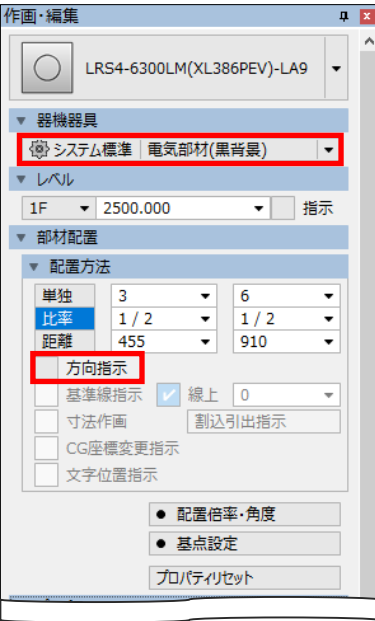 作画・編集
LRS4-6300LM(XL386PEV)-LA9
器機器具
システム標準 電気部材(黒背景)
レベル
1F 2500.000 指示
部材配置
配置方法
単独 3 6
比率 1 / 2 1 / 2
距離 455 910
方向指示
基準線指示 線上 0
寸法作画 割込引出指示
CG座標変更指示
文字位置指示
● 配置倍率・角度
● 基点設定
プロパティリセット